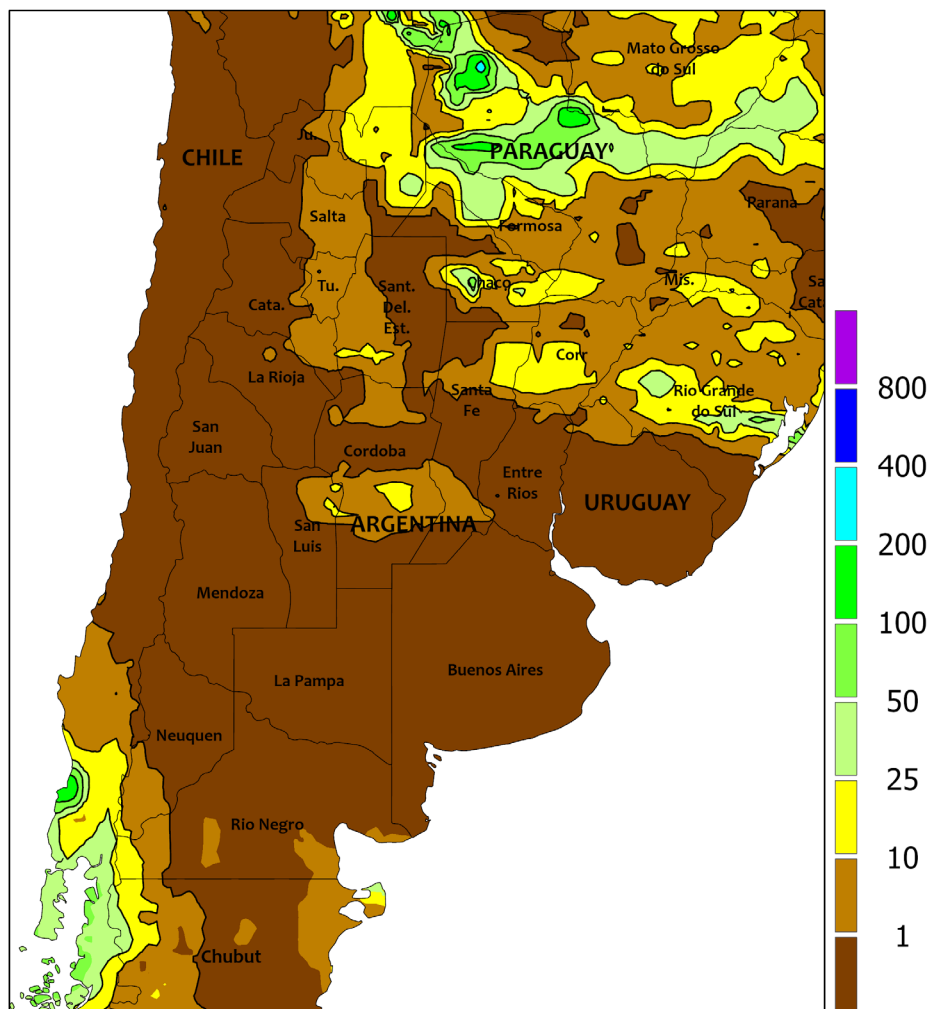 Mato Grosso
do Sul
Ju.
CHILE
PARAGUAY
Parana
Salta
Formosa
Tu.
Sant.
Del.
Est.
Chaco
Mis.
Sa
Cat
Cata.
Corr
La Rioja
Santa
Fe
Rio Grande
do Sul
San
Juan
Cordoba
Entre
Rios
URUGUAY
ARGENTINA
San
Luis
Mendoza
La Pampa
Buenos Aires
Neuquen
Rio Negro
Chubut
800
400
200
100
50
25
10
1